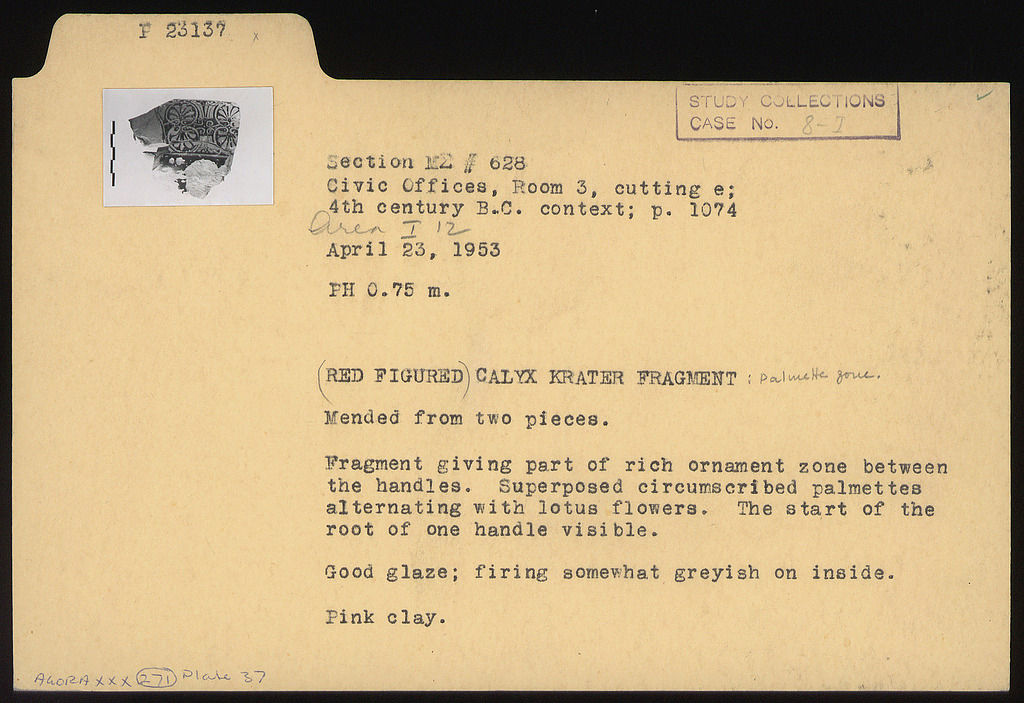 P 23137 x
STUDY COLLECTIONS
CASE No. 8-I
Section ΜΣ # 628
Civic Offices, Room 3, cutting e;
4th century B.C. context; p. 1074
Area I 12
April 23, 1953
PH 0.75 m.
(RED FIGURED) CALYX KRATER FRAGMENT : palmette zone.
Mended from two pieces.
Fragment giving part of rich ornament zone between
the handles. Superposed circumscribed palmettes
alternating with lotus flowers. The start of the
root of one handle visible.
Good glaze; firing somewhat greyish on inside.
Pink clay.
AGORA XXX 271 Plate 37